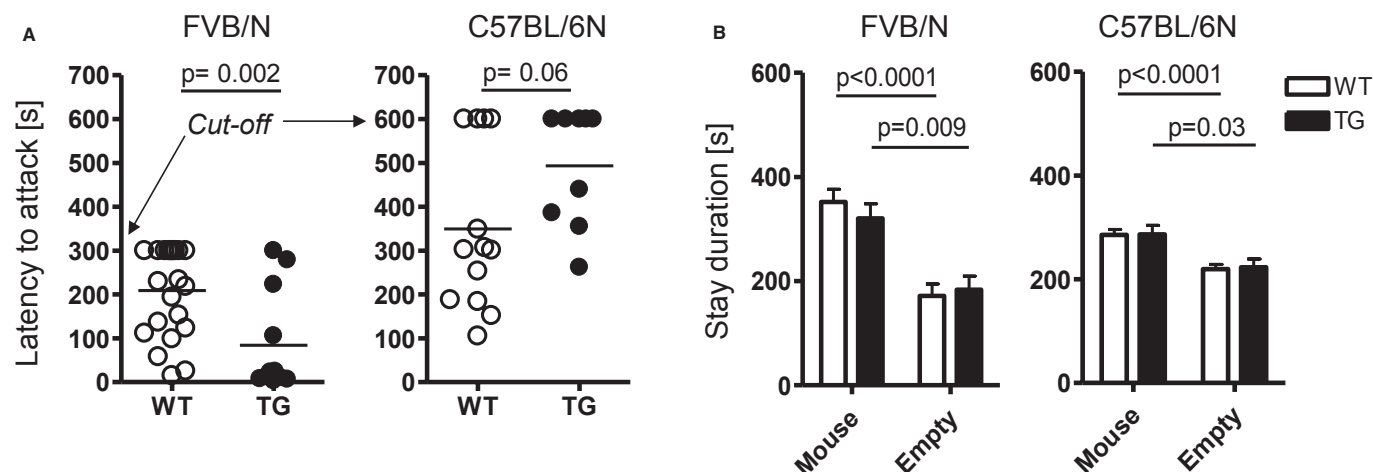 A
FVB/N
C57BL/6N
Latency to attack [s]
700
600
500
400
300
200
100
0
p= 0.002
Cut-off
WT
TG
700
600
500
400
300
200
100
0
p= 0.06
WT
TG
B
FVB/N
C57BL/6N
Stay duration [s]
600
400
200
0
p<0.0001
p=0.009
Mouse
Empty
600
400
200
0
p<0.0001
p=0.03
Mouse
Empty
WT
TG